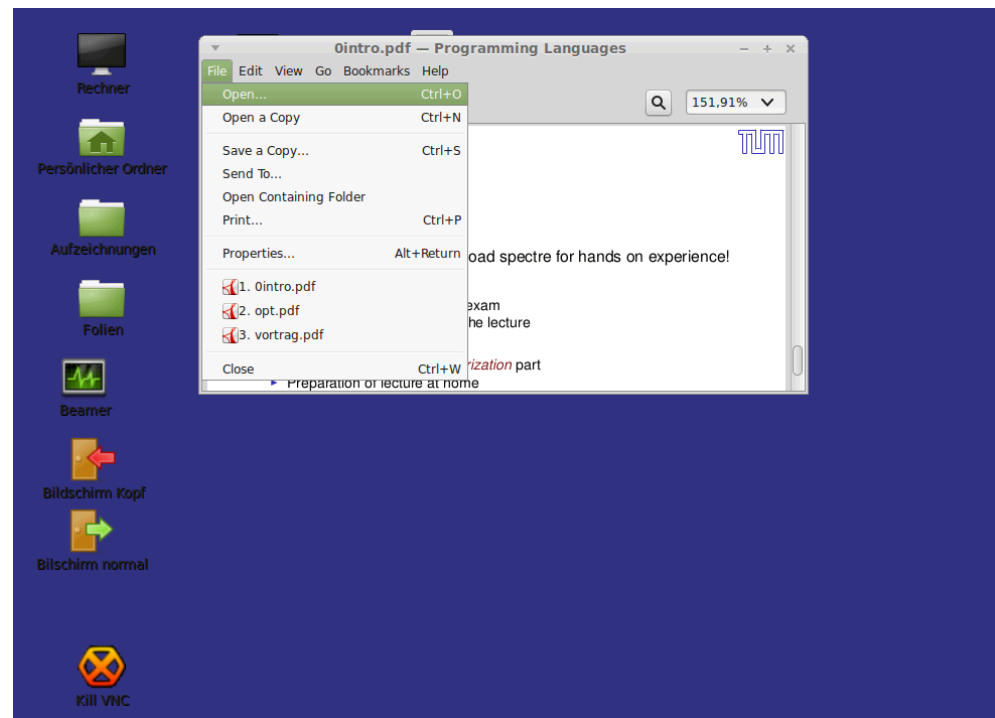 Rechner
Persönlicher Ordner
Aufzeichnungen
Folien
Beamer
Bildschirm Kopf
Bilschirm normal
Kill VNC
0intro.pdf — Programming Languages
File Edit View Go Bookmarks Help
151,91%
Open... Ctrl+O
Open a Copy Ctrl+N
Save a Copy... Ctrl+S
Send To...
Open Containing Folder
Print... Ctrl+P
Properties... Alt+Return
1. 0intro.pdf
2. opt.pdf
3. vortrag.pdf
Close Ctrl+W
TUM
oad spectre for hands on experience!
exam
he lecture
rization part
Preparation of lecture at home